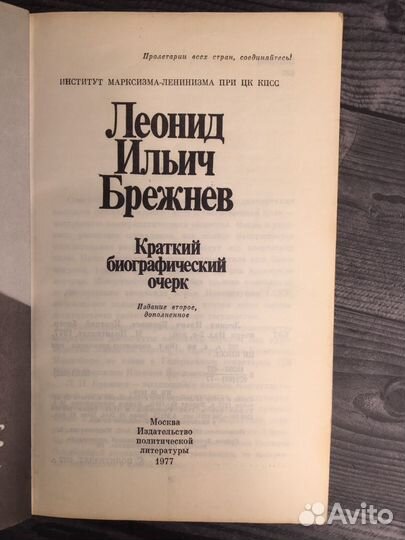 Пролетарии всех стран, соединяйтесь!
ИНСТИТУТ МАРКСИЗМА-ЛЕНИНИЗМА ПРИ ЦК КПСС
Леонид
Ильич
Брежнев
Краткий
биографический
очерк
Издание второе,
дополненное
Москва
Издательство
политической
литературы
1977
Avito